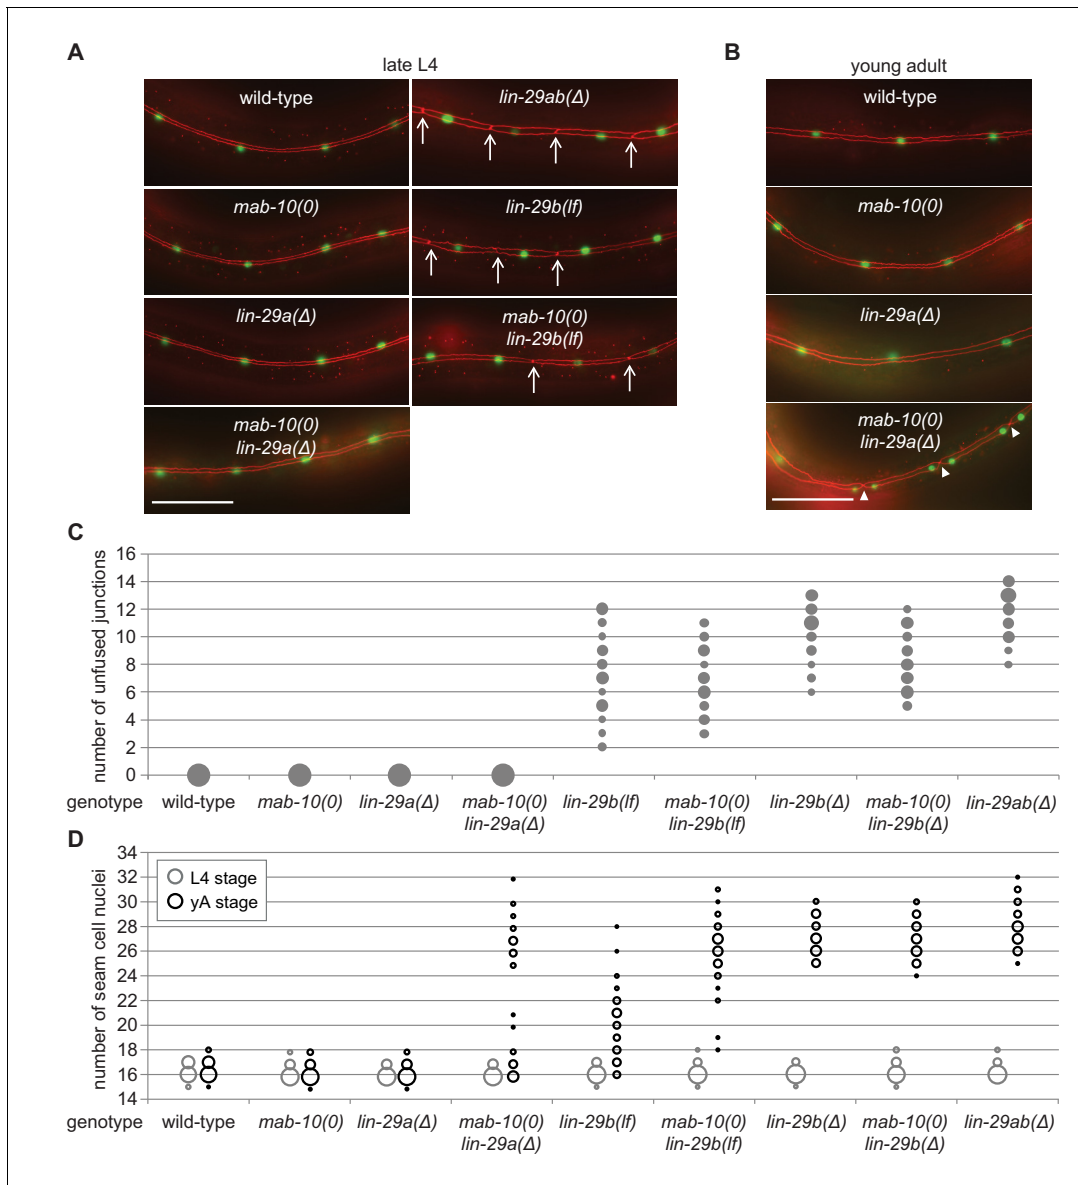 A
late L4
wild-type
lin-29ab(Δ)
mab-10(0)
lin-29b(lf)
lin-29a(Δ)
mab-10(0)
lin-29b(lf)
mab-10(0)
lin-29a(Δ)
B
young adult
wild-type
mab-10(0)
lin-29a(Δ)
mab-10(0)
lin-29a(Δ)
C
number of unfused junctions
16
14
12
10
8
6
4
2
0
genotype wild-type mab-10(0) lin-29a(Δ) mab-10(0) lin-29b(lf) mab-10(0) lin-29b(Δ) mab-10(0) lin-29ab(Δ)
lin-29a(Δ) lin-29b(lf) lin-29b(Δ)
D
number of seam cell nuclei
34
32
30
28
26
24
22
20
18
16
14
L4 stage
yA stage
genotype wild-type mab-10(0) lin-29a(Δ) mab-10(0) lin-29b(lf) mab-10(0) lin-29b(Δ) mab-10(0) lin-29ab(Δ)
lin-29a(Δ) lin-29b(lf) lin-29b(Δ)